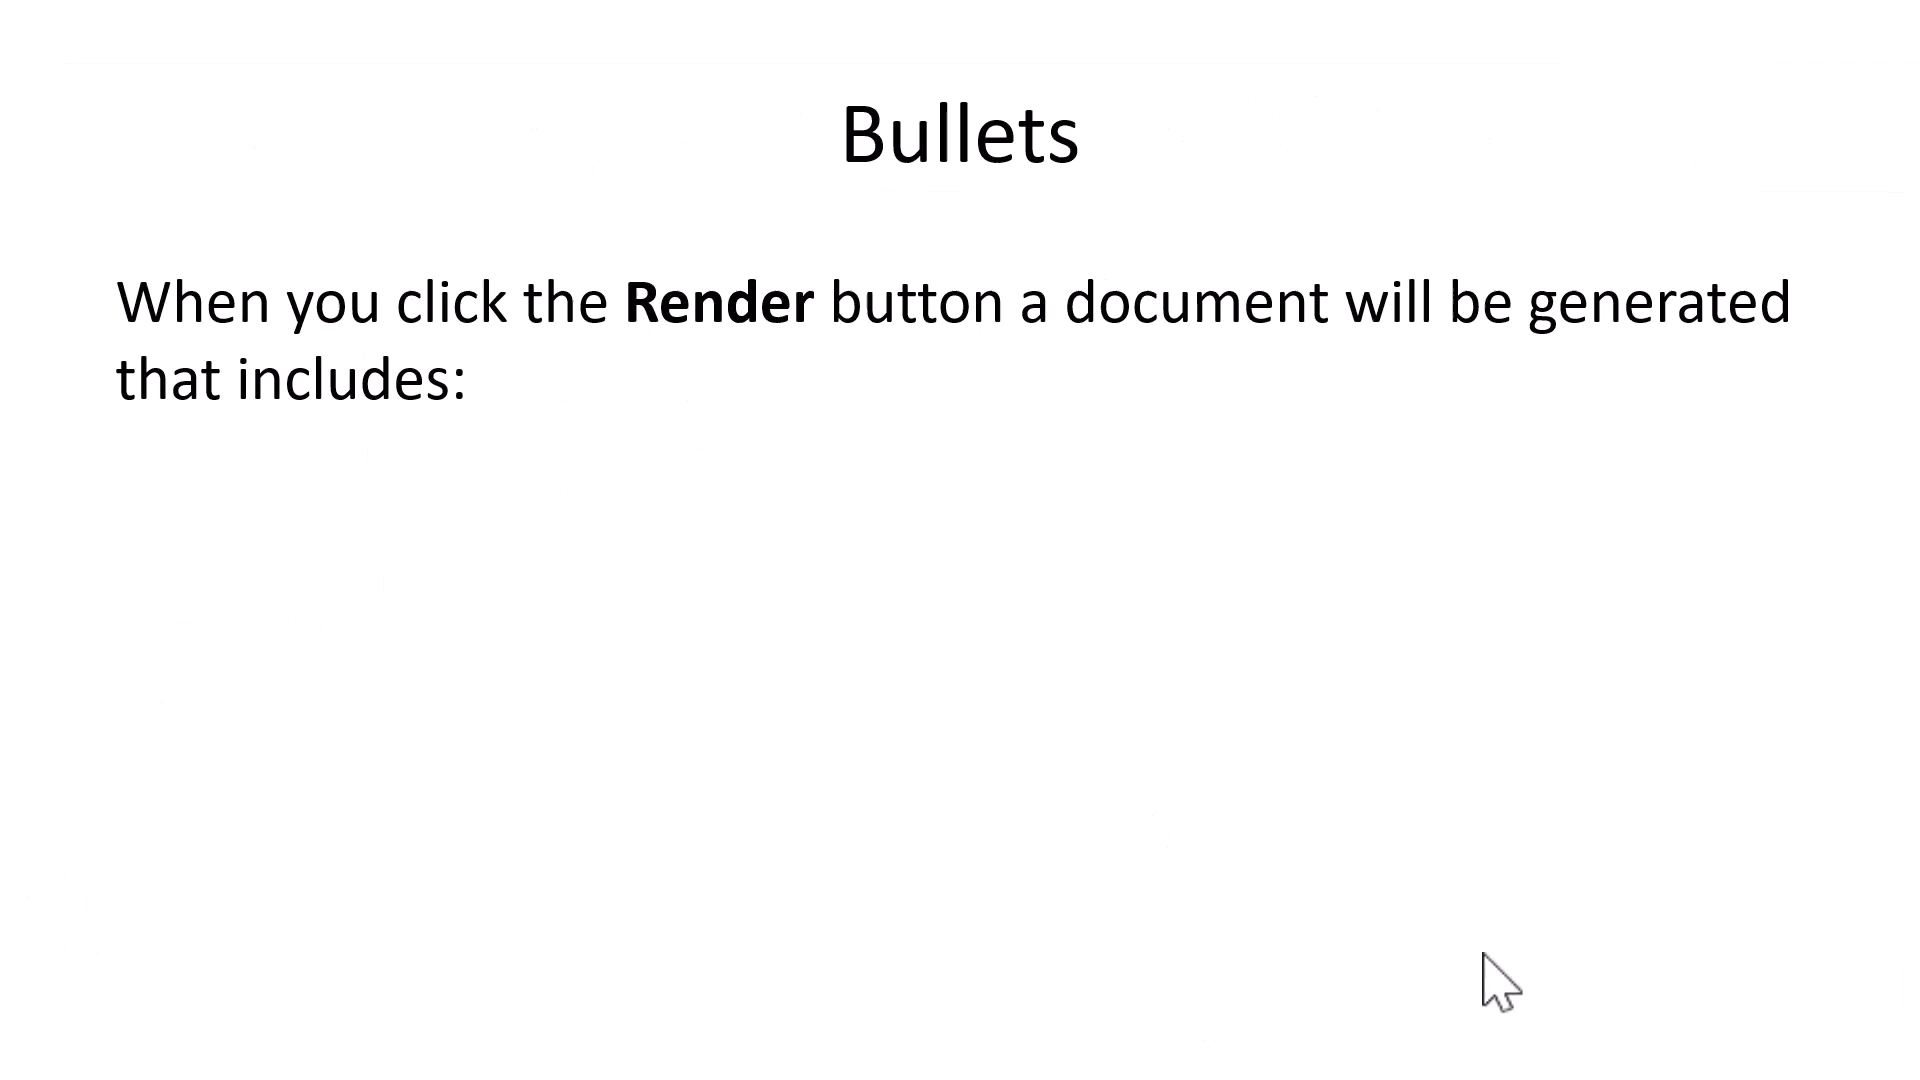 Bullets
When you click the Render button a document will be generated
that includes: